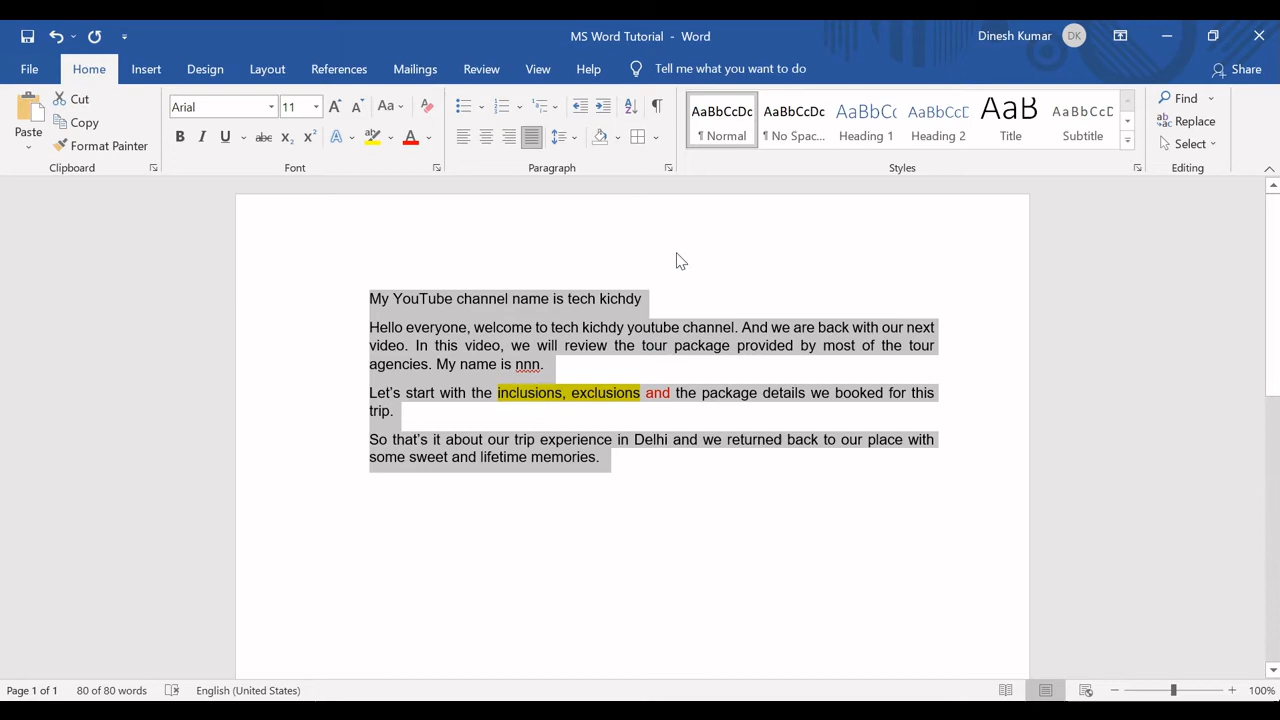 MS Word Tutorial - Word
Dinesh Kumar DK
File Home Insert Design Layout References Mailings Review View Help Tell me what you want to do Share
Paste
Cut
Copy
Format Painter
Clipboard
Arial 11
Font
Paragraph
AaBbCcDc ¶ Normal
AaBbCcDc ¶ No Spac...
AaBbCc Heading 1
AaBbCcD Heading 2
AaB Title
AaBbCcD Subtitle
Styles
Find
Replace
Select
Editing
My YouTube channel name is tech kichdy
Hello everyone, welcome to tech kichdy youtube channel. And we are back with our next
video. In this video, we will review the tour package provided by most of the tour
agencies. My name is nnn.
Let’s start with the inclusions, exclusions and the package details we booked for this
trip.
So that’s it about our trip experience in Delhi and we returned back to our place with
some sweet and lifetime memories.
Page 1 of 1 80 of 80 words English (United States) 100%